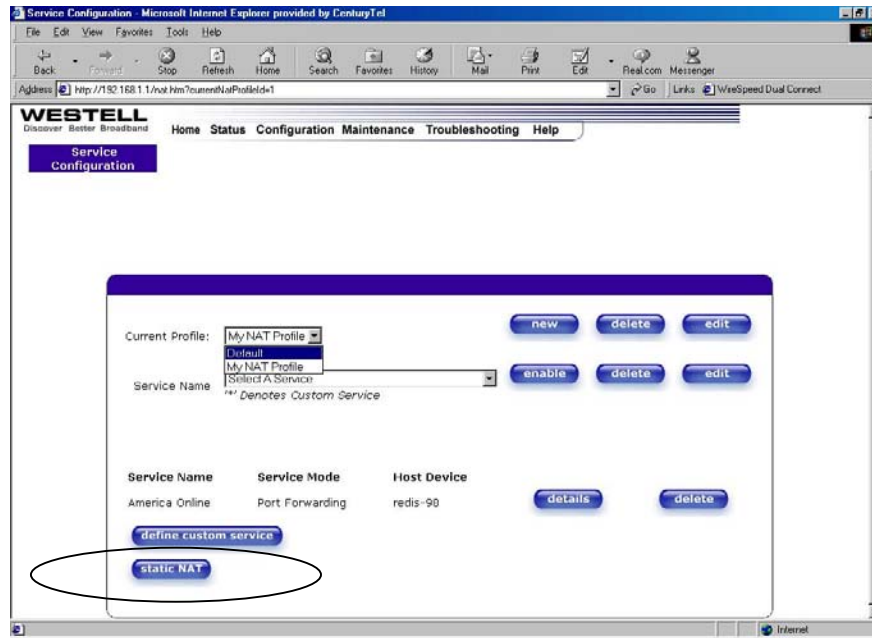 Service Configuration - Microsoft Internet Explorer provided by CenturyTel
File Edit View Favorites Tools Help
Back Forward Stop Refresh Home Search Favorites History Mail Print Edit Real.com Messenger
Address http://192.168.1.1/nat.htm?currentNatProfileId=1 Go Links WireSpeed Dual Connect
WESTELL
Discover Better Broadband
Home Status Configuration Maintenance Troubleshooting Help
Service
Configuration
Current Profile: My NAT Profile new delete edit
Default
My NAT Profile
Service Name Select A Service enable delete edit
'*' Denotes Custom Service
Service Name Service Mode Host Device
America Online Port Forwarding redis-98 details delete
define custom service
static NAT
Internet